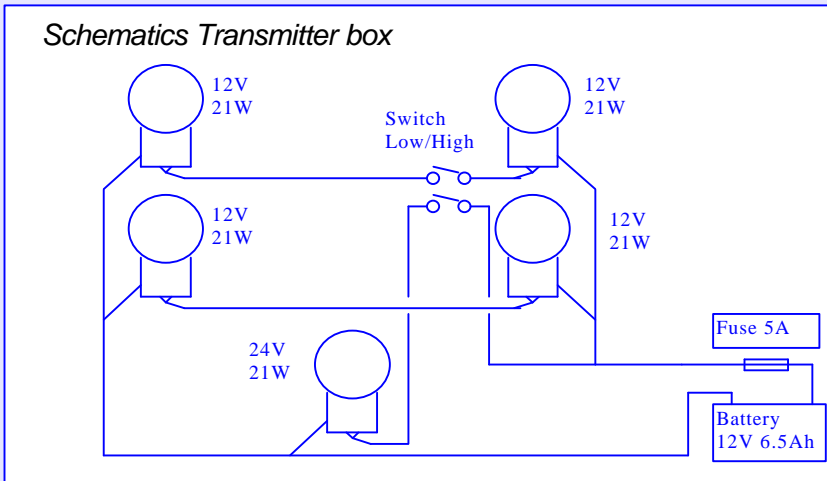 Schematics Transmitter box
12V
21W
12V
21W
Switch
Low/High
12V
21W
12V
21W
24V
21W
Fuse 5A
Battery
12V 6.5Ah